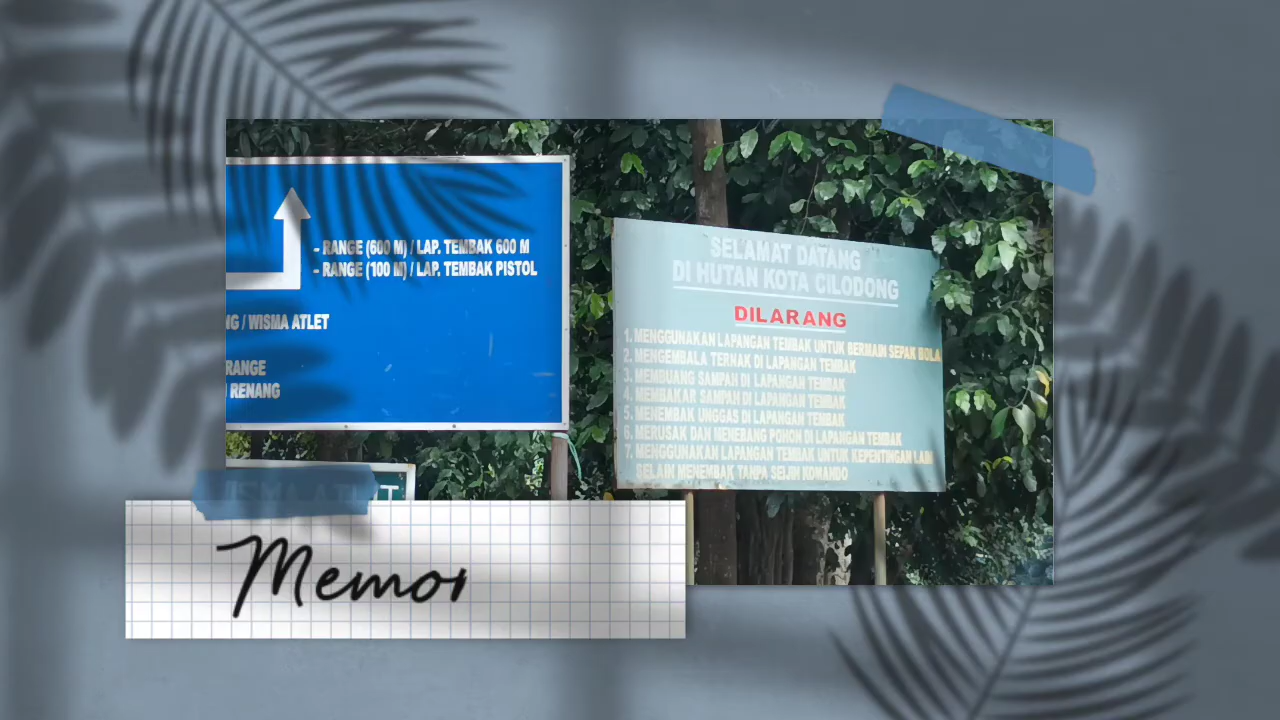 - RANGE (600 M) / LAP. TEMBAK 600 M
- RANGE (100 M) / LAP. TEMBAK PISTOL
NG / WISMA ATLET
RANGE
RENANG
SELAMAT DATANG
DI HUTAN KOTA CILODONG
DILARANG
1. MENGGUNAKAN LAPANGAN TEMBAK UNTUK BERMAIN SEPAK BOLA
2. MENGEMBALA TERNAK DI LAPANGAN TEMBAK
3. MEMBUANG SAMPAH DI LAPANGAN TEMBAK
4. MEMBAKAR SAMPAH DI LAPANGAN TEMBAK
5. MENEMBAK UNGGAS DI LAPANGAN TEMBAK
6. MERUSAK DAN MENEBANG POHON DI LAPANGAN TEMBAK
7. MENGGUNAKAN LAPANGAN TEMBAK UNTUK KEPENTINGAN LAIN
SELAIN MENEMBAK TANPA SEIJIN KOMANDO
Memor